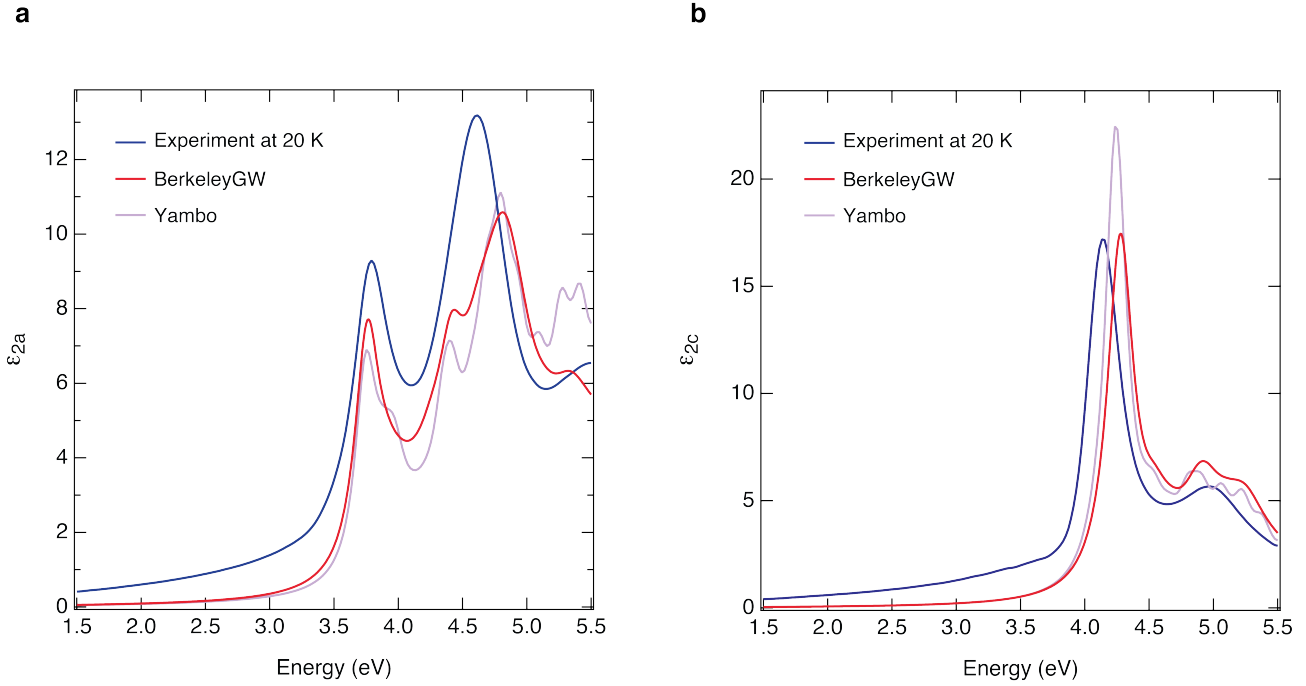 a
Experiment at 20 K
BerkeleyGW
Yambo
ε2a
12
10
8
6
4
2
0
1.5 2.0 2.5 3.0 3.5 4.0 4.5 5.0 5.5
Energy (eV)
b
Experiment at 20 K
BerkeleyGW
Yambo
ε2c
20
15
10
5
0
1.5 2.0 2.5 3.0 3.5 4.0 4.5 5.0 5.5
Energy (eV)